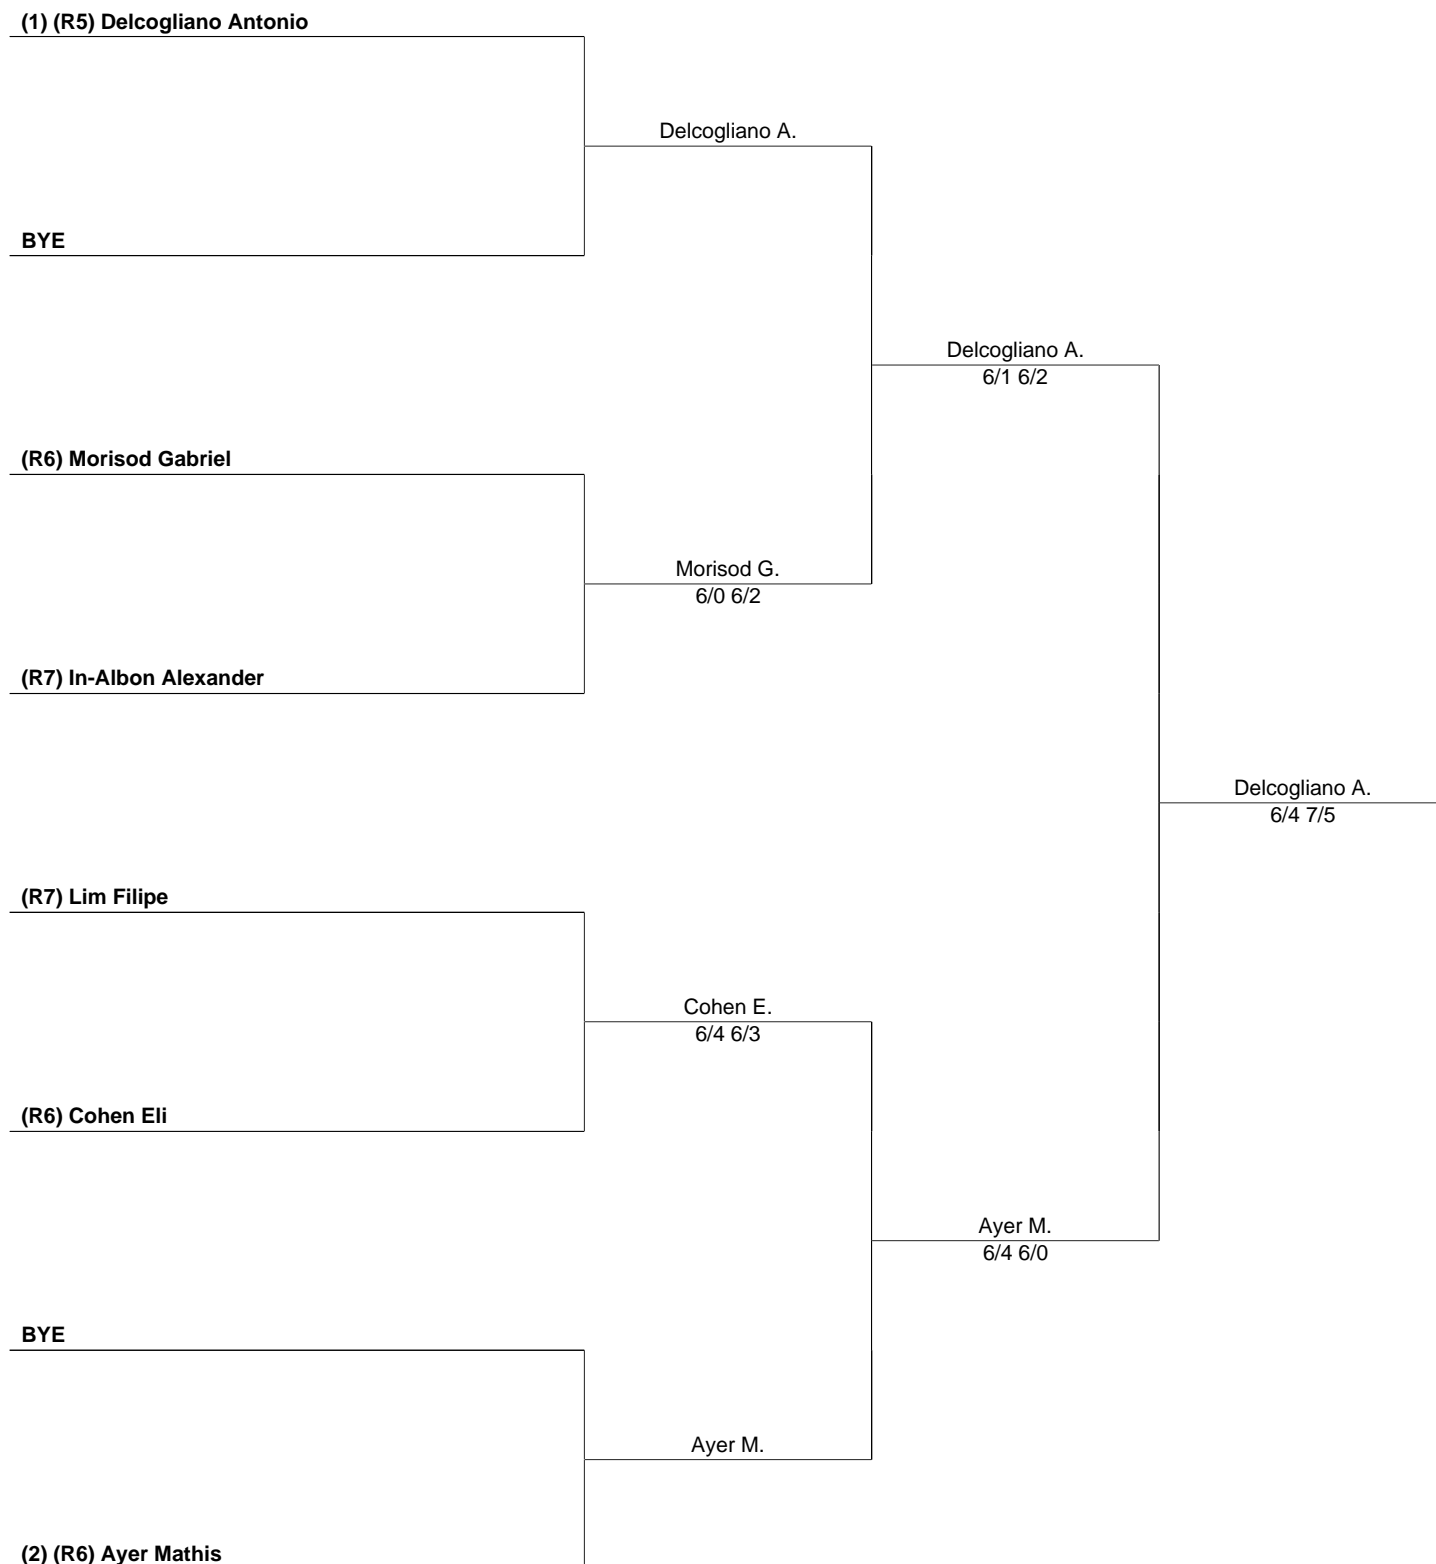 (1) (R5) Delcogliano Antonio
Delcogliano A.
BYE
Delcogliano A.
6/1 6/2
(R6) Morisod Gabriel
Morisod G.
6/0 6/2
(R7) In-Albon Alexander
Delcogliano A.
6/4 7/5
(R7) Lim Filipe
Cohen E.
6/4 6/3
(R6) Cohen Eli
Ayer M.
6/4 6/0
BYE
Ayer M.
(2) (R6) Ayer Mathis